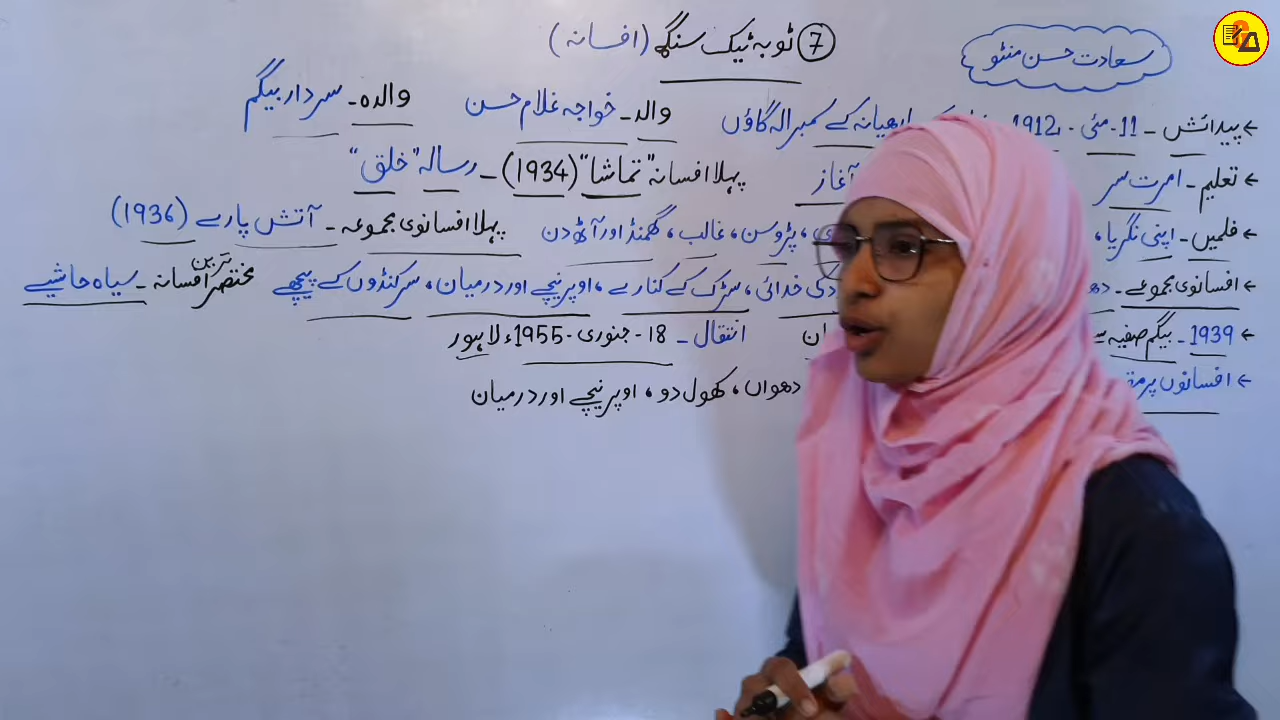 ⑦ ٹوبہ ٹیک سنگھ (افسانہ)
سعادت حسن منٹو
← پیدائش ۔ 11۔ مئی ۔ 1912ء لدھیانہ کے کمبرالہ گاؤں والد ۔ خواجہ غلام حسن والدہ ۔ سردار بیگم
← تعلیم ۔ امرت سر آغاز پہلا افسانہ "تماشا" (1934) ۔ رسالہ "خلق"
← فلمیں ۔ اپنی نگریا، پڑوسن، غالب، گھمنڈ اور آٹھ دن پہلا افسانوی مجموعہ ۔ آتش پارے (1936)
← افسانوی مجموعے ۔ خدائی، سڑک کے کنارے، اوپر نیچے اور درمیان، سرکنڈوں کے پیچھے مختصر ترین افسانہ ۔ سیاہ حاشیے
← 1939 ۔ بیگم صفیہ سے انتقال ۔ 18۔ جنوری ۔ 1955ء لاہور
← افسانوں پر دھواں، کھول دو، اوپر نیچے اور درمیان